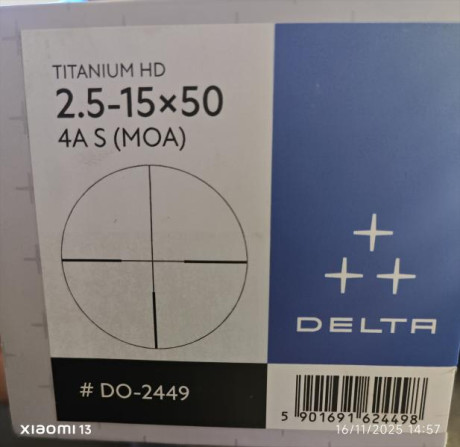 TITANIUM HD
2.5-15×50
4A S (MOA)
DELTA
# DO-2449
5 901691 624498
XIAOMI 13
16/11/2025 14:57